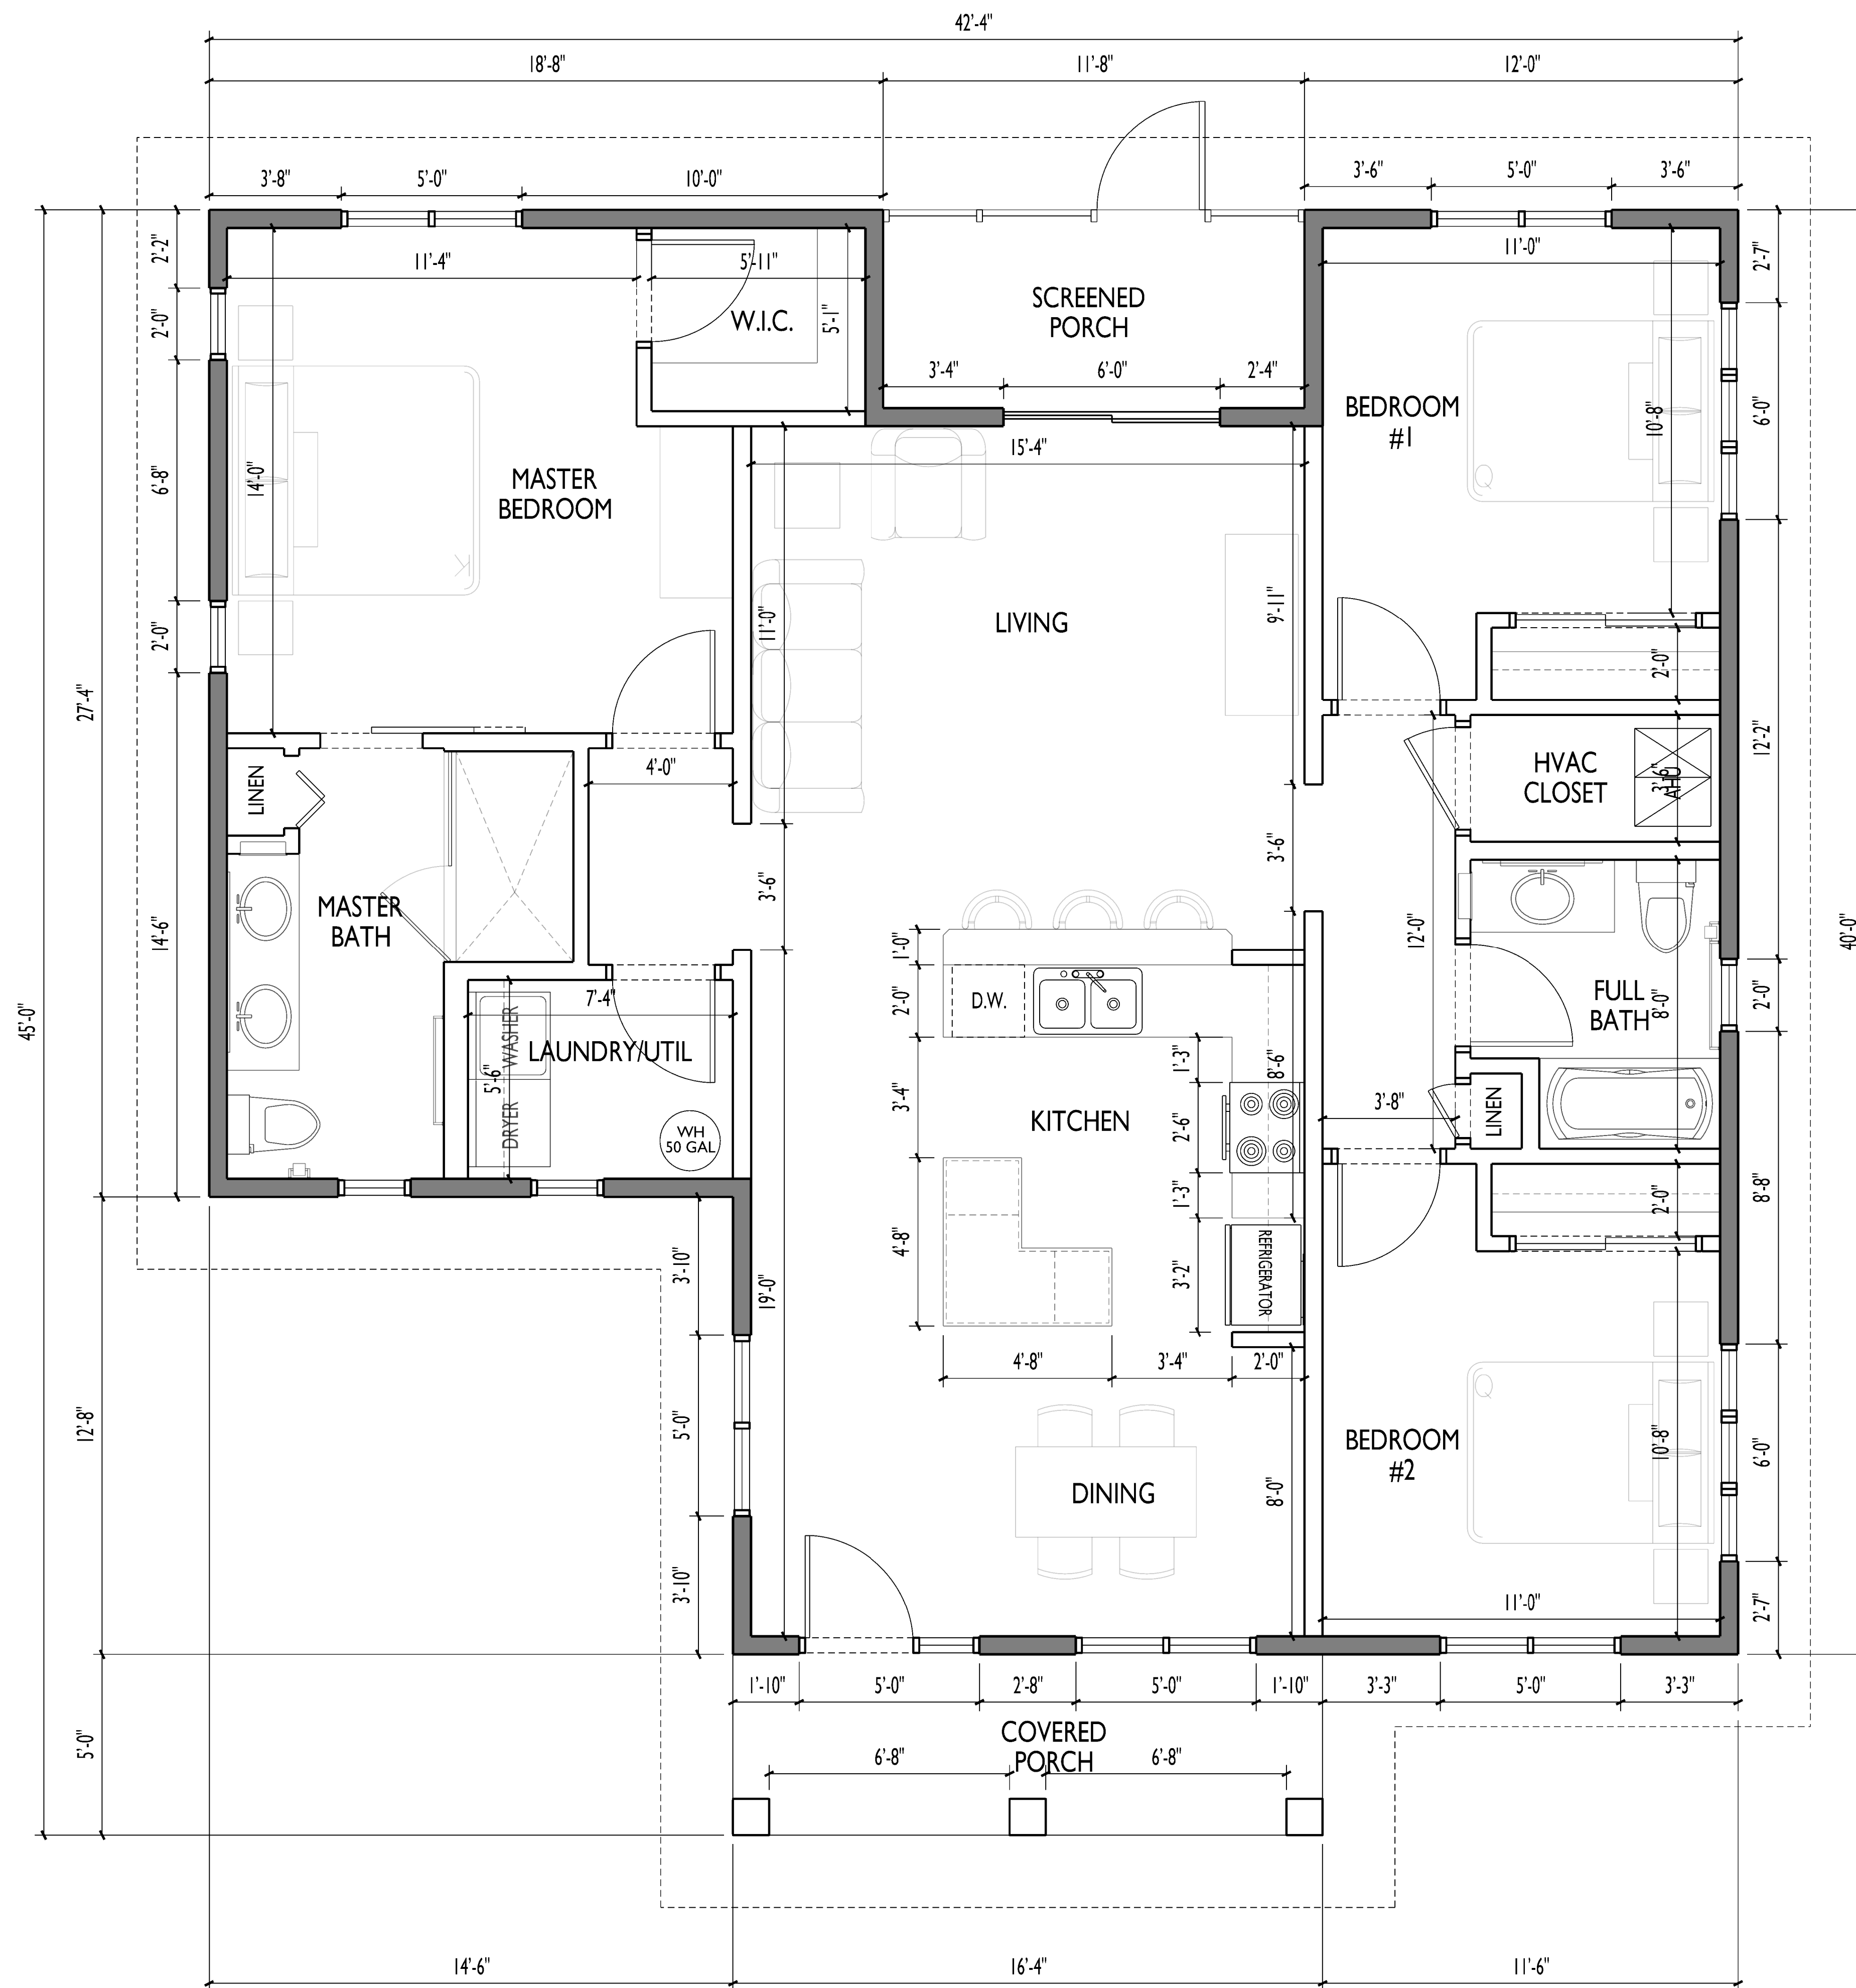 42'-4"
18'-8"
11'-8"
12'-0"
3'-8"
5'-0"
10'-0"
3'-6"
5'-0"
3'-6"
2'-2"
2'-0"
6'-8"
2'-0"
14'-6"
27'-4"
12'-8"
5'-0"
45'-0"
11'-4"
14'-0"
MASTER
BEDROOM
5'-11"
W.I.C.
5'-1"
SCREENED
PORCH
3'-4"
6'-0"
2'-4"
15'-4"
LIVING
11'-0"
3'-6"
19'-0"
9'-11"
3'-6"
8'-6"
8'-0"
11'-0"
BEDROOM
#1
10'-8"
2'-0"
2'-7"
6'-0"
12'-2"
2'-0"
8'-8"
6'-0"
2'-7"
40'-0"
HVAC
CLOSET
3'-6"
AHU
12'-0"
FULL
BATH
8'-0"
3'-8"
LINEN
2'-0"
BEDROOM
#2
10'-8"
11'-0"
LINEN
4'-0"
MASTER
BATH
7'-4"
WASHER
LAUNDRY/UTIL
5'-6"
DRYER
WH
50 GAL
1'-0"
2'-0"
3'-4"
4'-8"
D.W.
KITCHEN
1'-3"
2'-6"
1'-3"
3'-2"
REFRIGERATOR
4'-8"
3'-4"
2'-0"
DINING
3'-10"
5'-0"
3'-10"
1'-10"
5'-0"
2'-8"
5'-0"
1'-10"
3'-3"
5'-0"
3'-3"
COVERED
PORCH
6'-8"
6'-8"
14'-6"
16'-4"
11'-6"
K
Q
Q